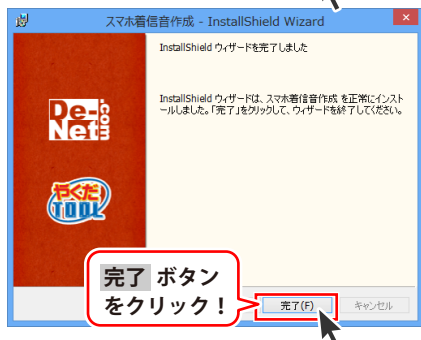 スマホ着信音作成 - InstallShield Wizard
InstallShield ウィザードを完了しました
InstallShield ウィザードは、スマホ着信音作成 を正常にインスト
ールしました。「完了」をクリックして、ウィザードを終了してください。
De-
Net
.com
やくだ!
TOOL
完了 ボタン
をクリック！
完了(F)
キャンセル